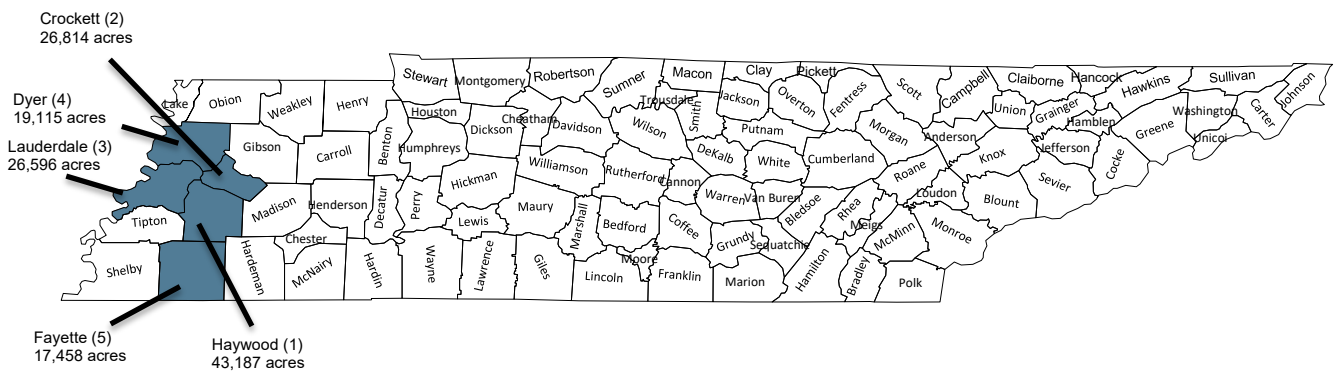 Crockett (2)
26,814 acres
Dyer (4)
19,115 acres
Lauderdale (3)
26,596 acres
Fayette (5)
17,458 acres
Haywood (1)
43,187 acres
Lake
Obion
Weakley
Henry
Stewart
Montgomery
Robertson
Sumner
Macon
Clay
Pickett
Scott
Campbell
Claiborne
Hancock
Hawkins
Sullivan
Johnson
Carter
Washington
Unicoi
Greene
Hamblen
Grainger
Union
Fentress
Overton
Jackson
Trousdale
Smith
Houston
Dickson
Cheatham
Davidson
Wilson
Putnam
Morgan
Anderson
Knox
Jefferson
Cocke
Sevier
Gibson
Carroll
Benton
Humphreys
Hickman
Williamson
Rutherford
Cannon
DeKalb
White
Cumberland
Roane
Loudon
Blount
Tipton
Madison
Henderson
Decatur
Perry
Lewis
Maury
Marshall
Bedford
Coffee
Warren
Van Buren
Bledsoe
Rhea
Meigs
McMinn
Monroe
Shelby
Hardeman
Chester
McNairy
Hardin
Wayne
Lawrence
Giles
Lincoln
Moore
Franklin
Grundy
Sequatchie
Marion
Hamilton
Bradley
Polk